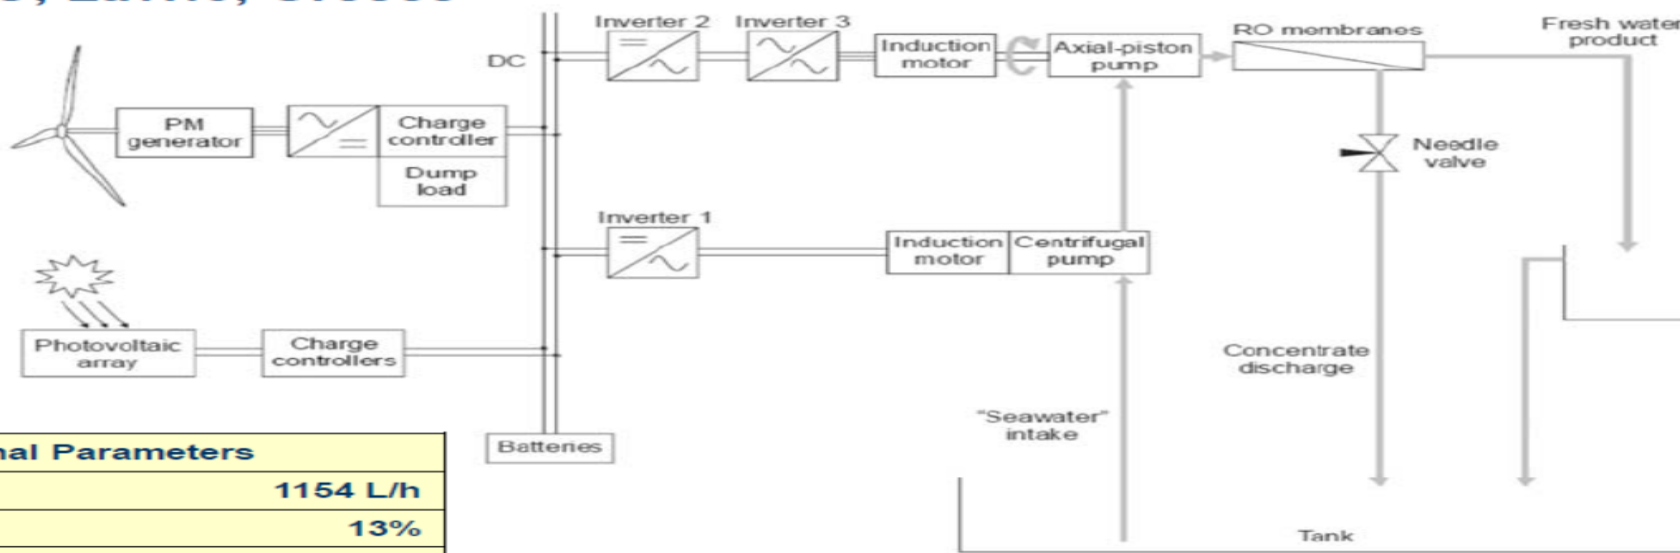 Inverter 2
Inverter 3
Fresh water
product
RO membranes
DC
Induction
motor
Axial-piston
pump
PM
generator
Charge
controller
Dump
load
Needle
valve
Inverter 1
Induction
motor
Centrifugal
pump
Photovoltaic
array
Charge
controllers
Concentrate
discharge
"Seawater"
intake
Batteries
Tank
Parameters
1154 L/h
13%